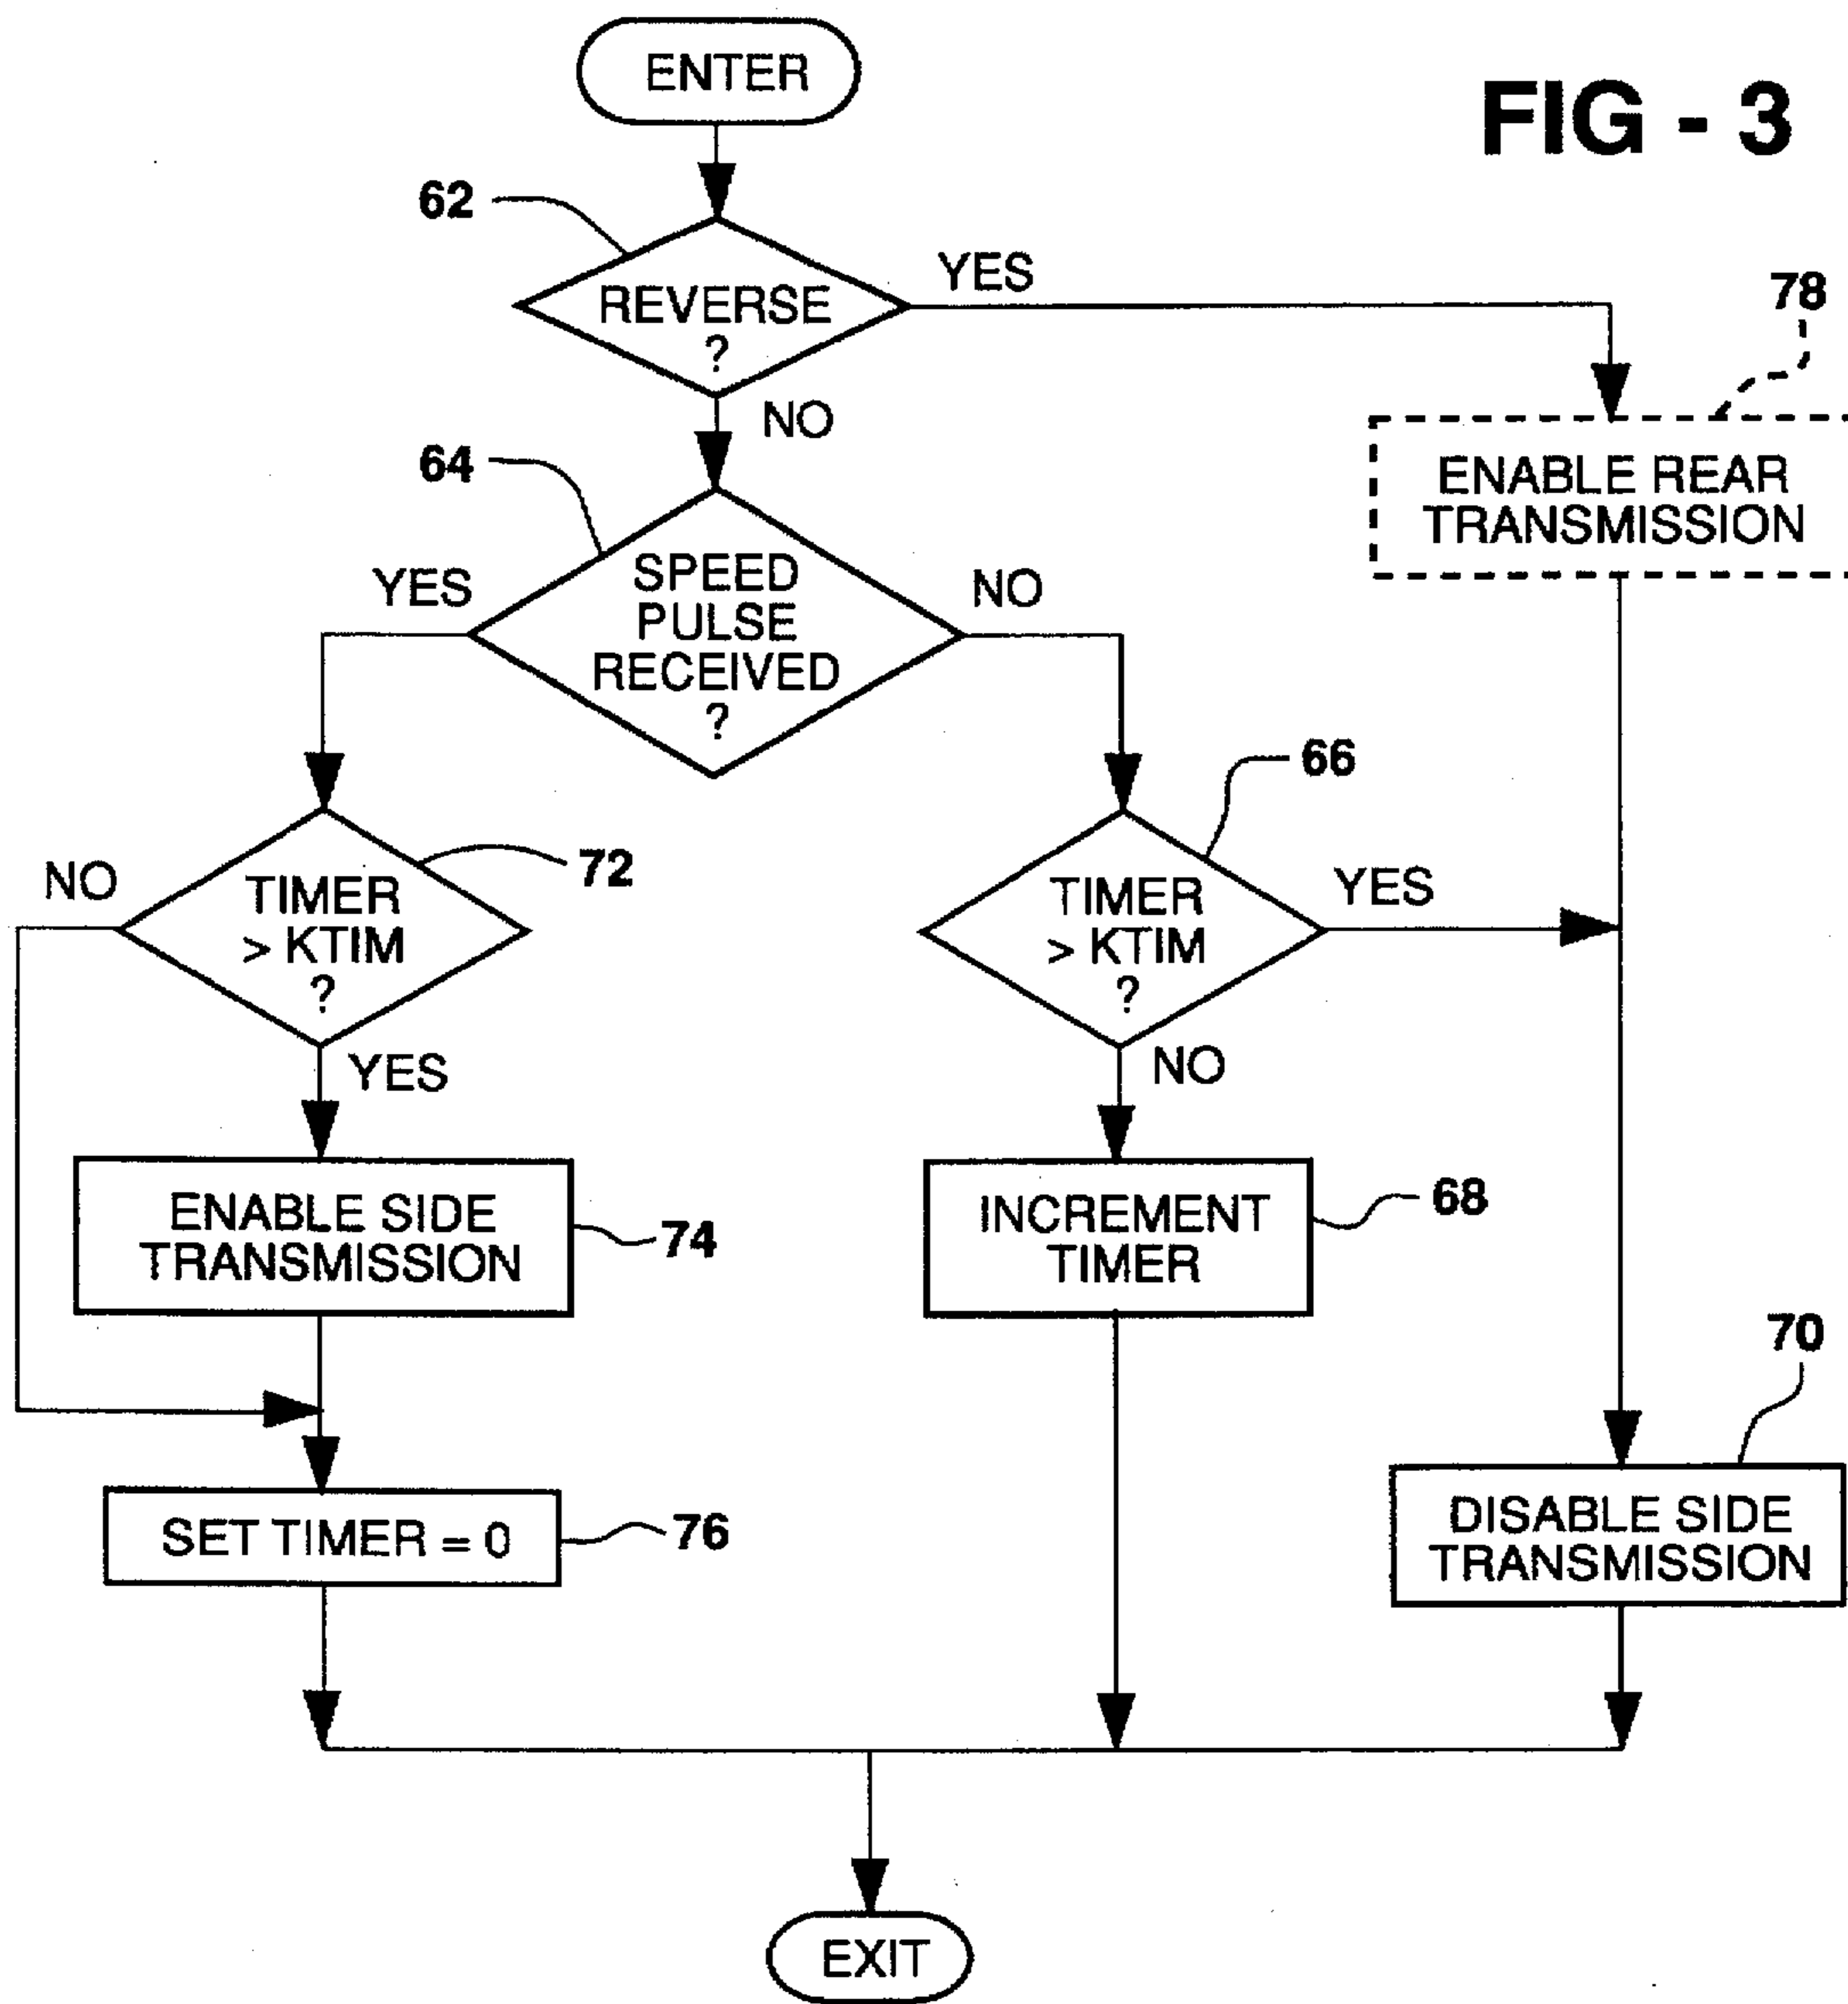 ENTER
FIG - 3
62
REVERSE
?
YES
NO
78
ENABLE REAR
TRANSMISSION
64
SPEED
PULSE
RECEIVED
?
YES
NO
72
TIMER
> KTIM
?
NO
YES
66
TIMER
> KTIM
?
YES
NO
ENABLE SIDE
TRANSMISSION
74
INCREMENT
TIMER
68
70
SET TIMER = 0
76
DISABLE SIDE
TRANSMISSION
EXIT